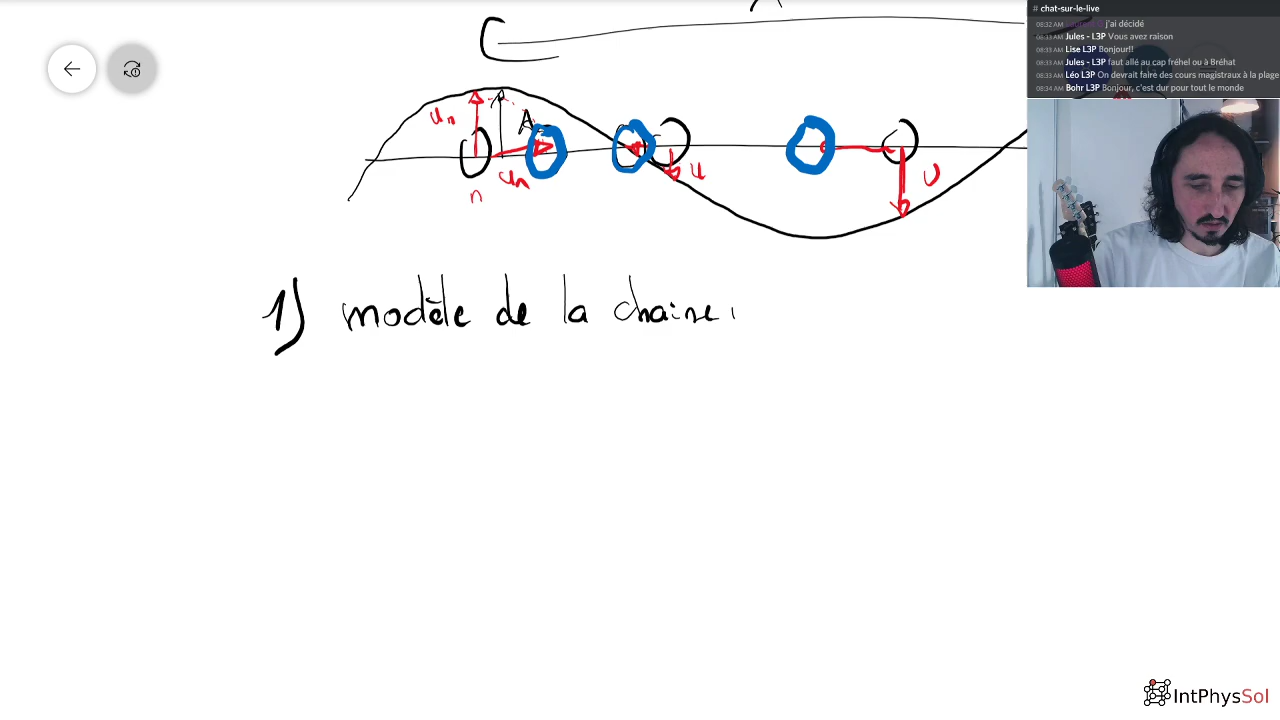 # chat-sur-le-live
08:32 AM j'ai décidé
08:33 AM Jules - L3P Vous avez raison
08:33 AM Lise L3P Bonjour!!
08:33 AM Jules - L3P faut allé au cap fréhel ou à Bréhat
08:33 AM Léo L3P On devrait faire des cours magistraux à la plage
08:34 AM Bohr L3P Bonjour, c'est dur pour tout le monde
un
A
un
n
u
U
1) modèle de la chaine
IntPhysSol